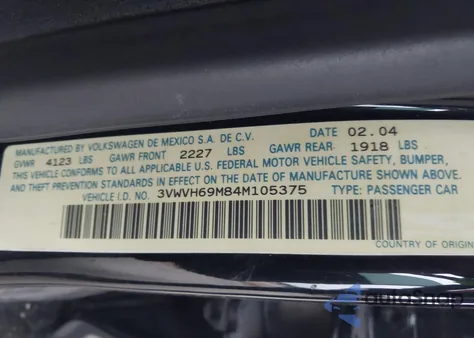 MANUFACTURED BY VOLKSWAGEN DE MEXICO S.A. DE C.V. DATE 02.04
GVWR 4123 LBS GAWR FRONT 2227 LBS GAWR REAR 1918 LBS
THIS VEHICLE CONFORMS TO ALL APPLICABLE U.S. FEDERAL MOTOR VEHICLE SAFETY, BUMPER,
AND THEFT PREVENTION STANDARDS IN EFFECT ON THE DATE OF MANUFACTURE SHOWN ABOVE
VEHICLE I.D. NO. 3VWVH69M84M105375 TYPE: PASSENGER CAR
COUNTRY OF ORIGIN
autoSnap